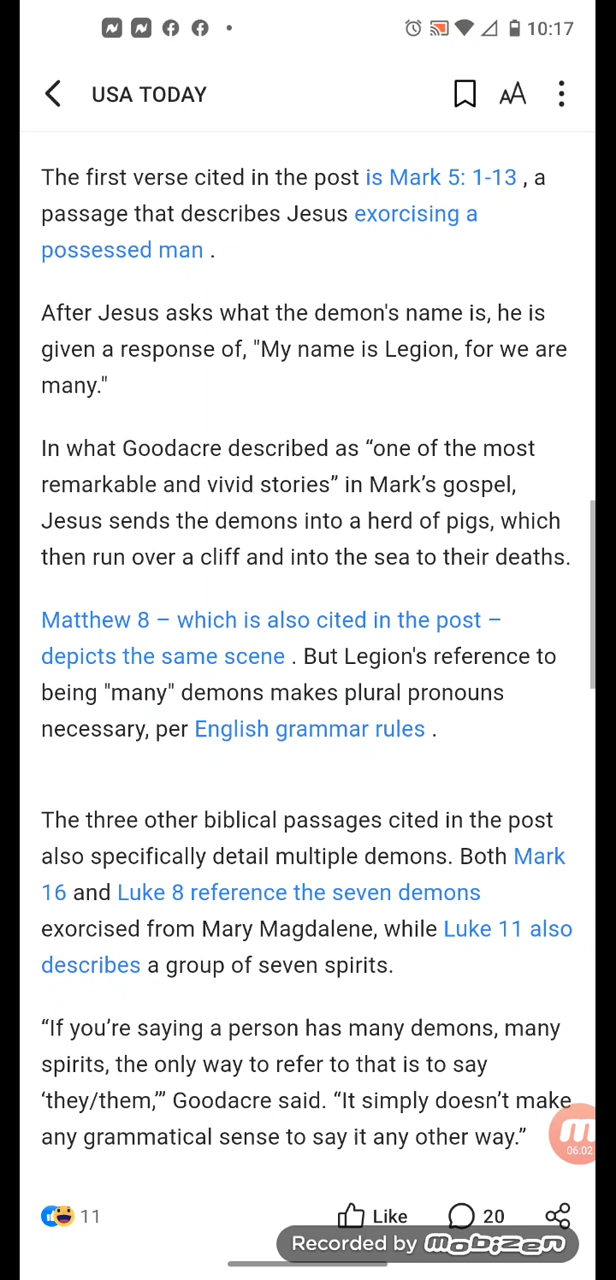 10:17
USA TODAY
AA
The first verse cited in the post is Mark 5: 1-13 , a
passage that describes Jesus exorcising a
possessed man .
After Jesus asks what the demon's name is, he is
given a response of, "My name is Legion, for we are
many."
In what Goodacre described as “one of the most
remarkable and vivid stories” in Mark’s gospel,
Jesus sends the demons into a herd of pigs, which
then run over a cliff and into the sea to their deaths.
Matthew 8 – which is also cited in the post –
depicts the same scene . But Legion's reference to
being "many" demons makes plural pronouns
necessary, per English grammar rules .
The three other biblical passages cited in the post
also specifically detail multiple demons. Both Mark
16 and Luke 8 reference the seven demons
exorcised from Mary Magdalene, while Luke 11 also
describes a group of seven spirits.
“If you’re saying a person has many demons, many
spirits, the only way to refer to that is to say
‘they/them,’” Goodacre said. “It simply doesn’t make
any grammatical sense to say it any other way.”
m
06:02
11 Like 20
Recorded by mobizen